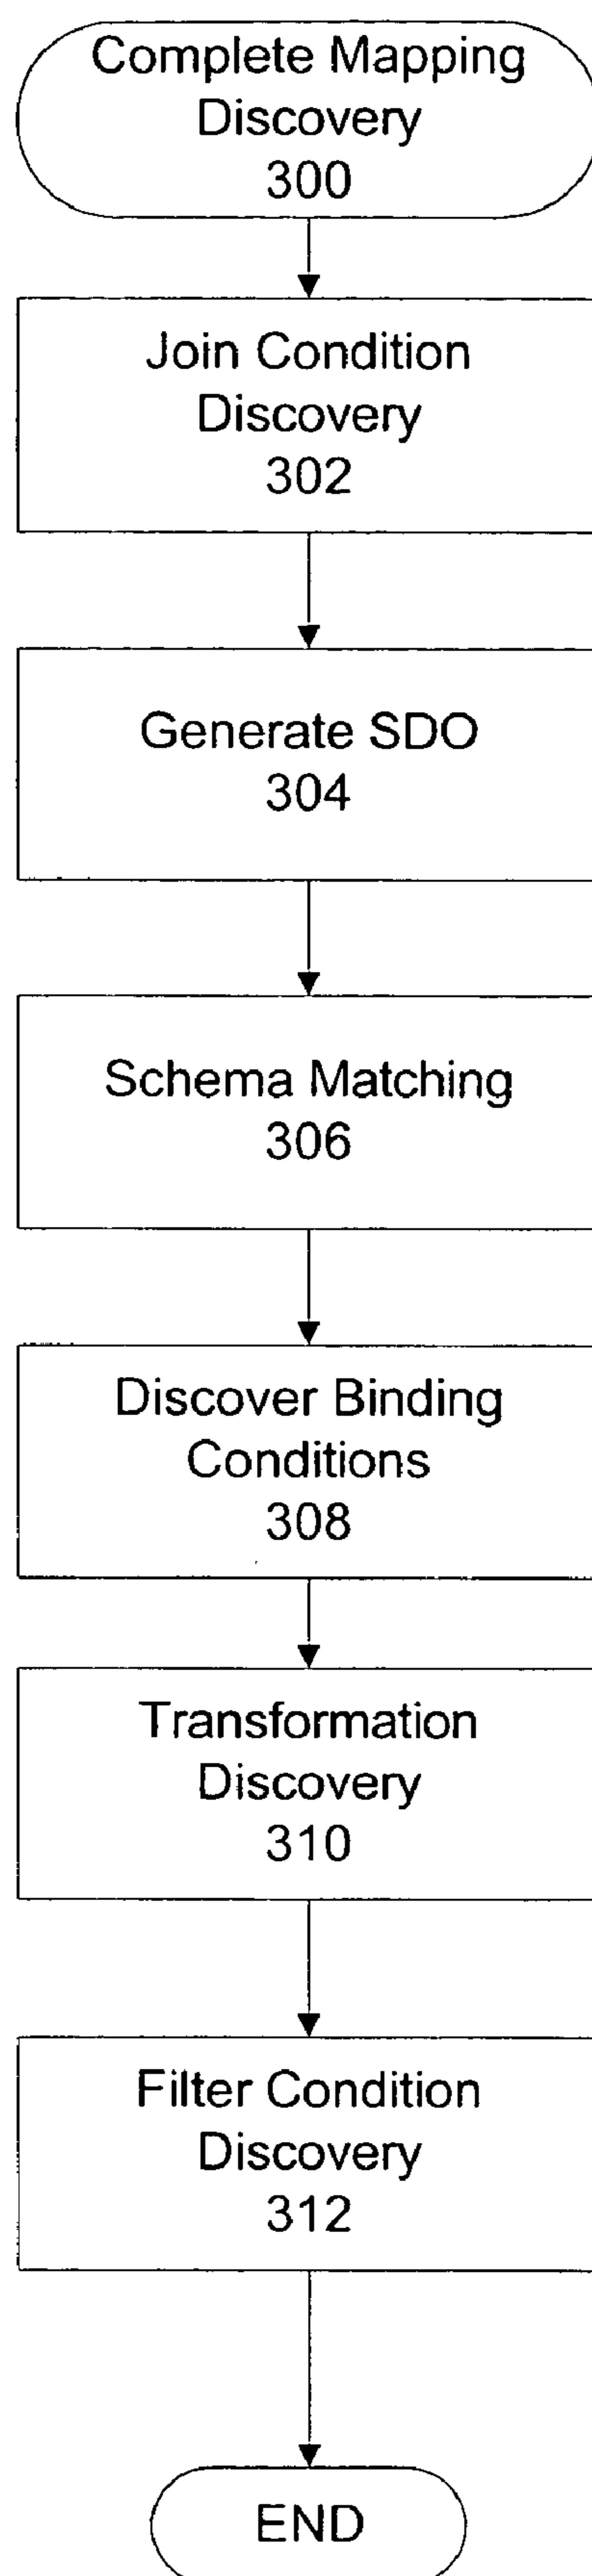 Complete Mapping
Discovery
300
Join Condition
Discovery
302
Generate SDO
304
Schema Matching
306
Discover Binding
Conditions
308
Transformation
Discovery
310
Filter Condition
Discovery
312
END